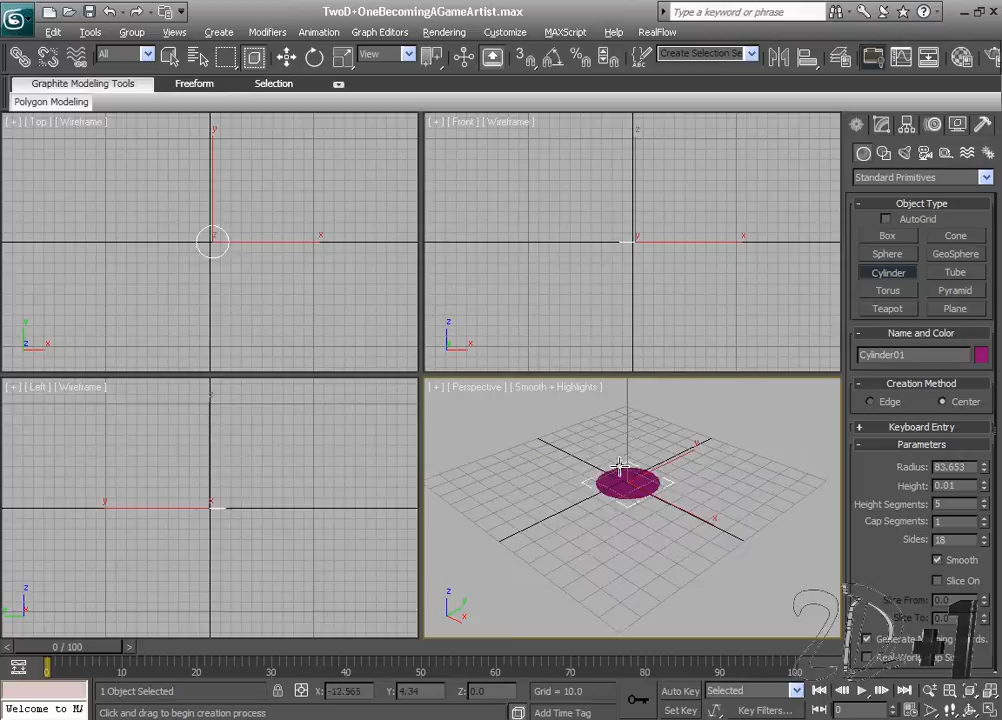 TwoD+OneBecomingAGameArtist.max
Type a keyword or phrase
Edit Tools Group Views Create Modifiers Animation Graph Editors Rendering Customize MAXScript Help RealFlow
All View Create Selection Se
Graphite Modeling Tools Freeform Selection
Polygon Modeling
[ + ] [ Top ] [ Wireframe ]
[ + ] [ Front ] [ Wireframe ]
[ + ] [ Left ] [ Wireframe ]
[ + ] [ Perspective ] [ Smooth + Highlights ]
Standard Primitives
- Object Type
AutoGrid
Box Cone
Sphere GeoSphere
Cylinder Tube
Torus Pyramid
Teapot Plane
- Name and Color
Cylinder01
- Creation Method
Edge Center
+ Keyboard Entry
- Parameters
Radius: 83.653
Height: 0.01
Height Segments: 5
Cap Segments: 1
Sides: 18
Smooth
Slice On
2D+1
0 / 100
0 10 20 30 40 50 60 70 80 90 100
1 Object Selected X: -12.565 Y: 4.34 Z: 0.0 Grid = 10.0 Auto Key Selected
Welcome to MA Click and drag to begin creation process Add Time Tag Set Key Key Filters... 0